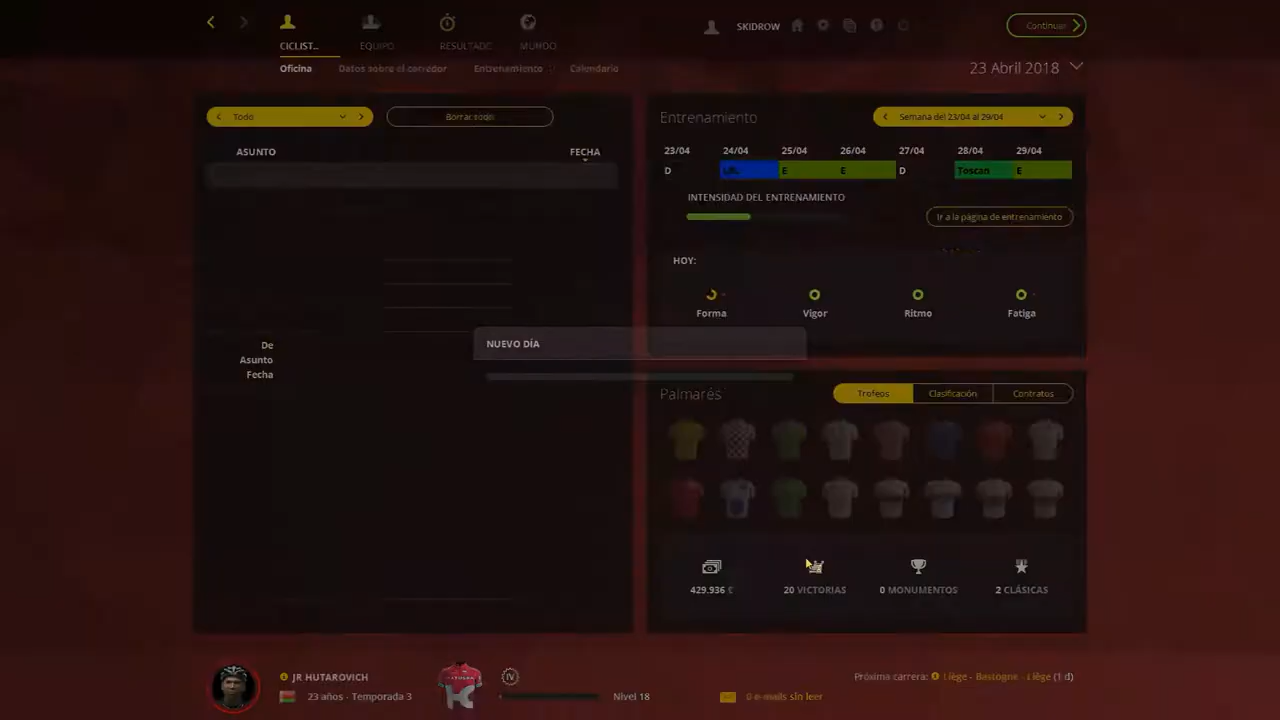 CICLIST...
EQUIPO
RESULTADO
MUNDO
SKIDROW
Continuar
Oficina
Datos sobre el corredor
Entrenamiento
Calendario
23 Abril 2018
Todo
Borrar todo
ASUNTO
FECHA
Entrenamiento
Semana del 23/04 al 29/04
23/04 24/04 25/04 26/04 27/04 28/04 29/04
D LBL E E D Toscan E
INTENSIDAD DEL ENTRENAMIENTO
Ir a la página de entrenamiento
HOY:
Forma Vigor Ritmo Fatiga
De
Asunto
Fecha
NUEVO DÍA
Palmarés
Trofeos Clasificación Contratos
429.936 €
20 VICTORIAS
0 MONUMENTOS
2 CLÁSICAS
JR HUTAROVICH
23 años - Temporada 3
IV
Nivel 18
0 e-mails sin leer
Próxima carrera: Liège - Bastogne - Liège (1 d)